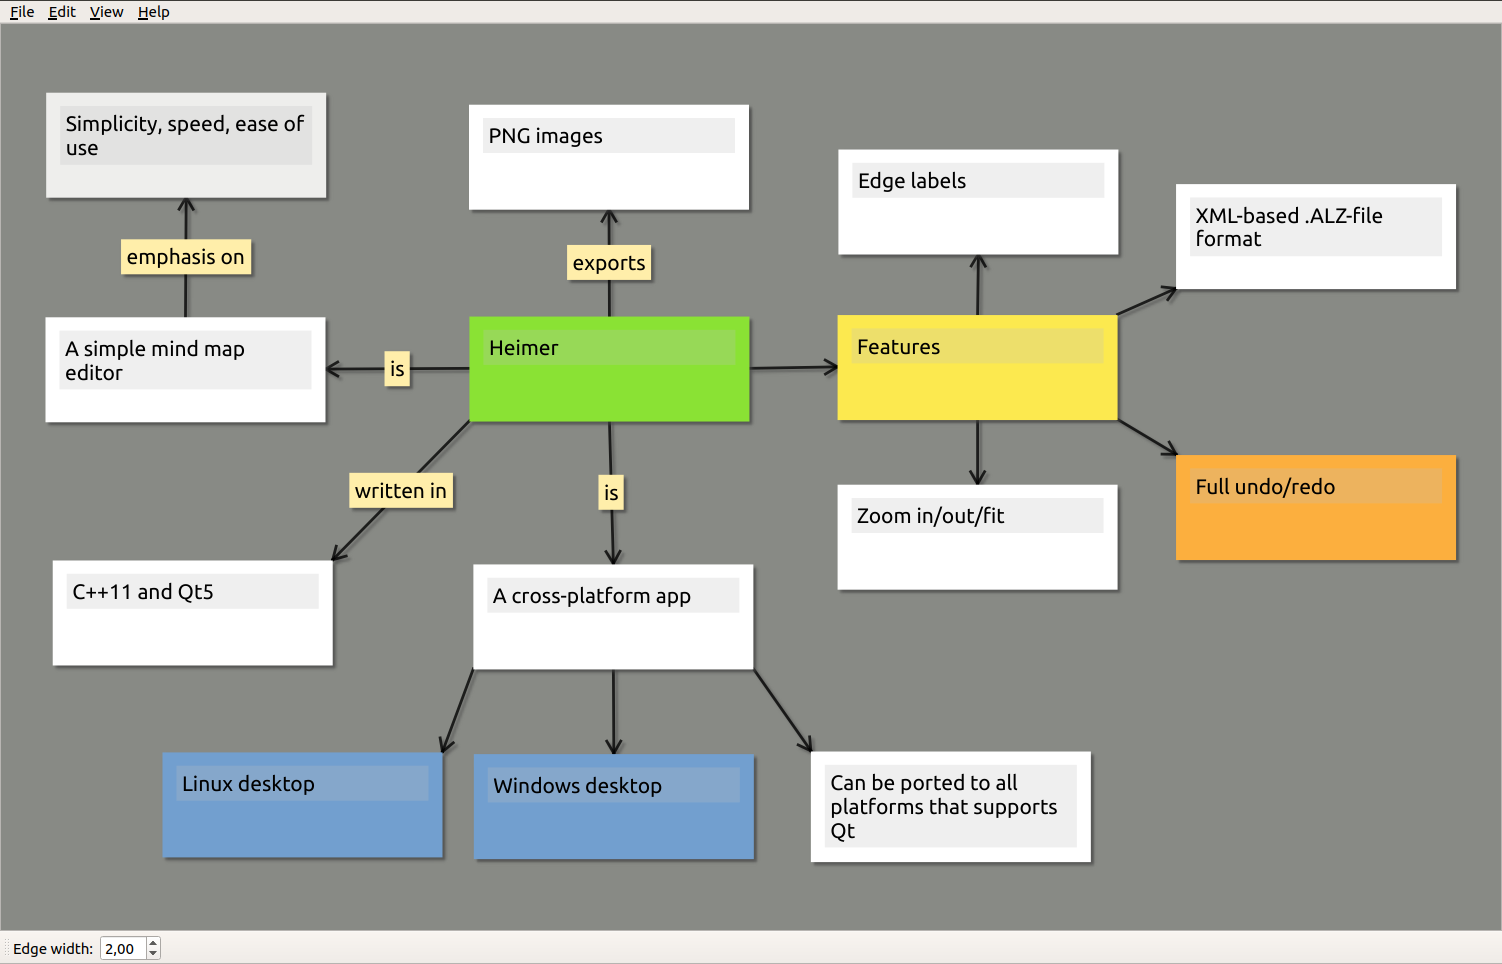 File Edit View Help
Simplicity, speed, ease of
use
PNG images
Edge labels
XML-based .ALZ-file
format
emphasis on
exports
A simple mind map
editor
is
Heimer
Features
written in
is
Full undo/redo
Zoom in/out/fit
C++11 and Qt5
A cross-platform app
Linux desktop
Windows desktop
Can be ported to all
platforms that supports
Qt
Edge width: 2,00